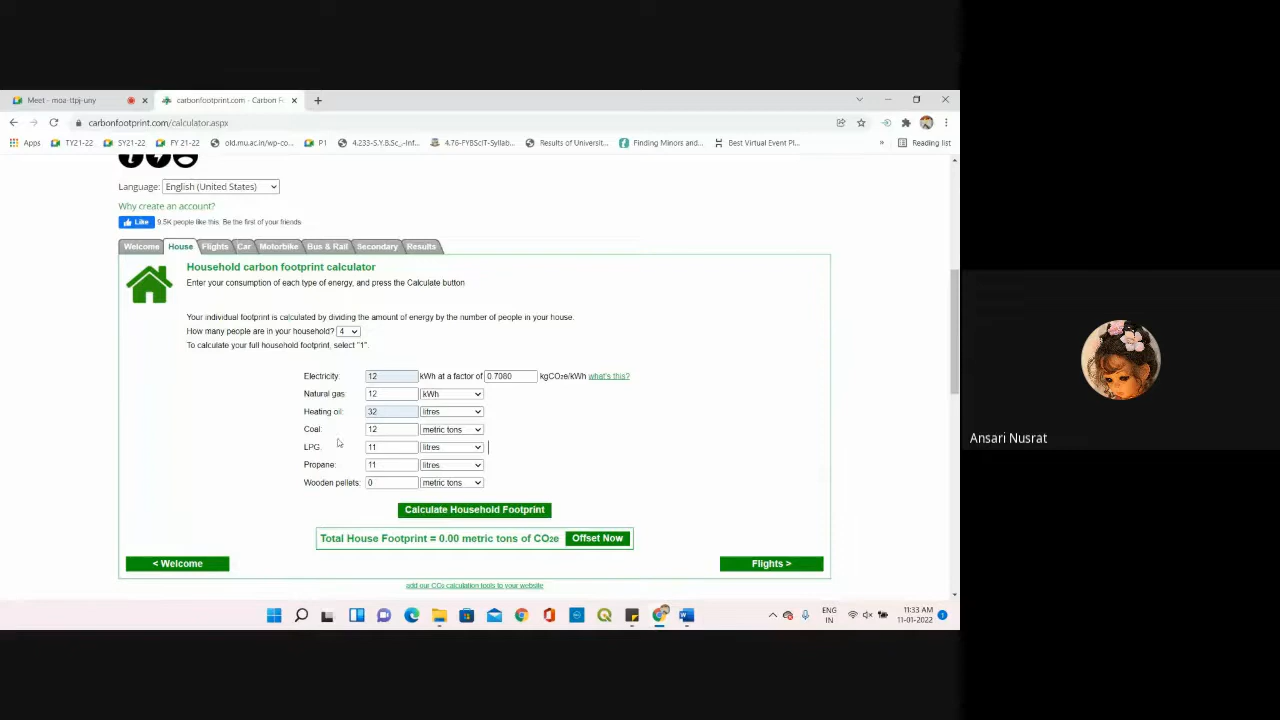 Meet - moa-ttpj-uny
carbonfootprint.com - Carbon F
carbonfootprint.com/calculator.aspx
Apps TY21-22 SY21-22 FY 21-22 old.mu.ac.in/wp-co... P1 4.233-S.Y.B.Sc_-Inf... 4.76-FYBScIT-Syllab... Results of Universit... Finding Minors and... Best Virtual Event Pl... » Reading list
Language: English (United States)
Why create an account?
Like 9.5K people like this. Be the first of your friends
Welcome House Flights Car Motorbike Bus & Rail Secondary Results
Household carbon footprint calculator
Enter your consumption of each type of energy, and press the Calculate button
Your individual footprint is calculated by dividing the amount of energy by the number of people in your house.
How many people are in your household? 4
To calculate your full household footprint, select "1".
Electricity: 12 kWh at a factor of 0.7080 kgCO2e/kWh what's this?
Natural gas: 12 kWh
Heating oil: 32 litres
Coal: 12 metric tons
LPG: 11 litres
Propane: 11 litres
Wooden pellets: 0 metric tons
Calculate Household Footprint
Total House Footprint = 0.00 metric tons of CO2e Offset Now
< Welcome Flights >
add our CO2 calculation tools to your website
ENG
IN
11:33 AM
11-01-2022
Ansari Nusrat